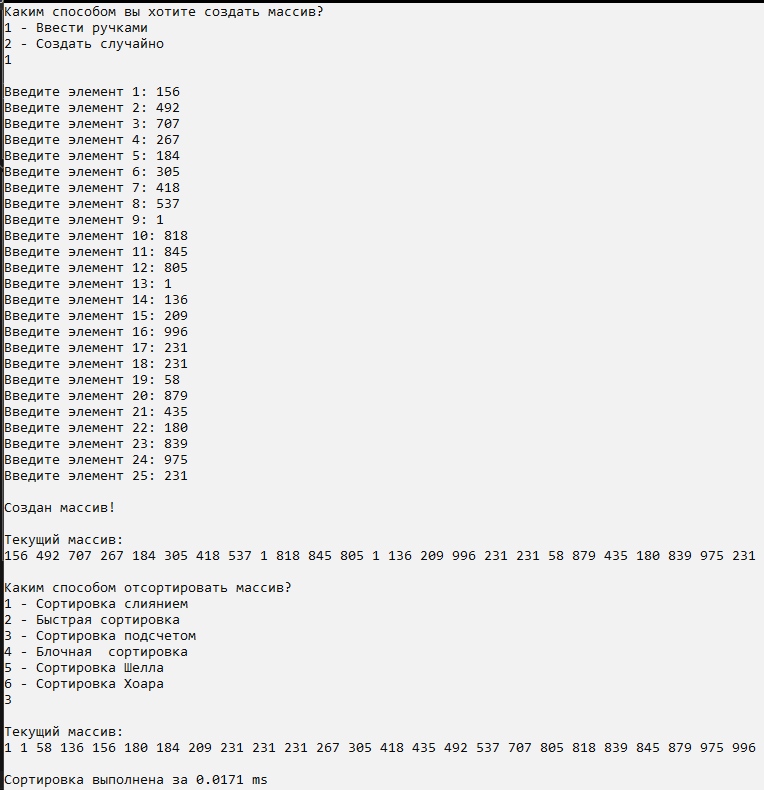 Каким способом вы хотите создать массив?
1 - Ввести ручками
2 - Создать случайно
1
Введите элемент 1: 156
Введите элемент 2: 492
Введите элемент 3: 707
Введите элемент 4: 267
Введите элемент 5: 184
Введите элемент 6: 305
Введите элемент 7: 418
Введите элемент 8: 537
Введите элемент 9: 1
Введите элемент 10: 818
Введите элемент 11: 845
Введите элемент 12: 805
Введите элемент 13: 1
Введите элемент 14: 136
Введите элемент 15: 209
Введите элемент 16: 996
Введите элемент 17: 231
Введите элемент 18: 231
Введите элемент 19: 58
Введите элемент 20: 879
Введите элемент 21: 435
Введите элемент 22: 180
Введите элемент 23: 839
Введите элемент 24: 975
Введите элемент 25: 231
Создан массив!
Текущий массив:
156 492 707 267 184 305 418 537 1 818 845 805 1 136 209 996 231 231 58 879 435 180 839 975 231
Каким способом отсортировать массив?
1 - Сортировка слиянием
2 - Быстрая сортировка
3 - Сортировка подсчетом
4 - Блочная  сортировка
5 - Сортировка Шелла
6 - Сортировка Хоара
3
Текущий массив:
1 1 58 136 156 180 184 209 231 231 231 267 305 418 435 492 537 707 805 818 839 845 879 975 996
Сортировка выполнена за 0.0171 ms